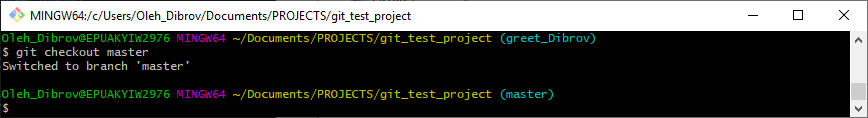 MINGW64:/c/Users/Oleh_Dibrov/Documents/PROJECTS/git_test_project
Oleh_Dibrov@EPUAKYIW2976 MINGW64 ~/Documents/PROJECTS/git_test_project (greet_Dibrov)
$ git checkout master
Switched to branch 'master'
Oleh_Dibrov@EPUAKYIW2976 MINGW64 ~/Documents/PROJECTS/git_test_project (master)
$